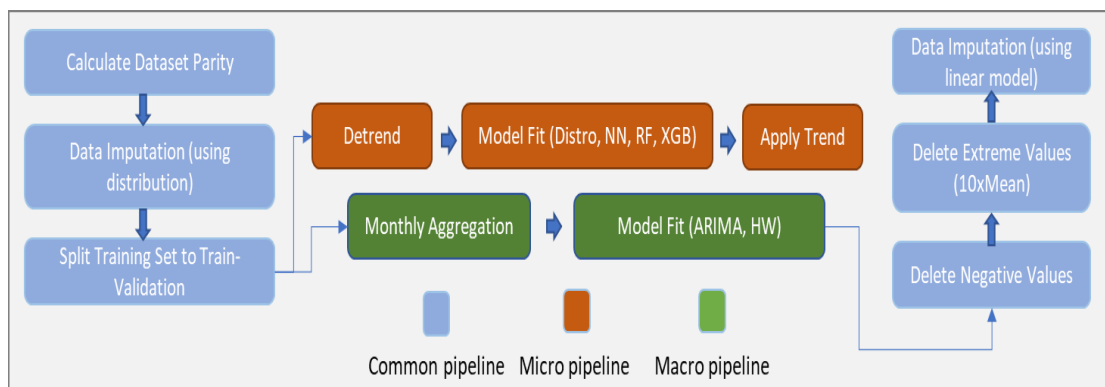 Calculate Dataset Parity
Data Imputation (using
distribution)
Split Training Set to Train-
Validation
Detrend
Model Fit (Distro, NN, RF, XGB)
Apply Trend
Monthly Aggregation
Model Fit (ARIMA, HW)
Data Imputation (using
linear model)
Delete Extreme Values
(10xMean)
Delete Negative Values
Common pipeline
Micro pipeline
Macro pipeline